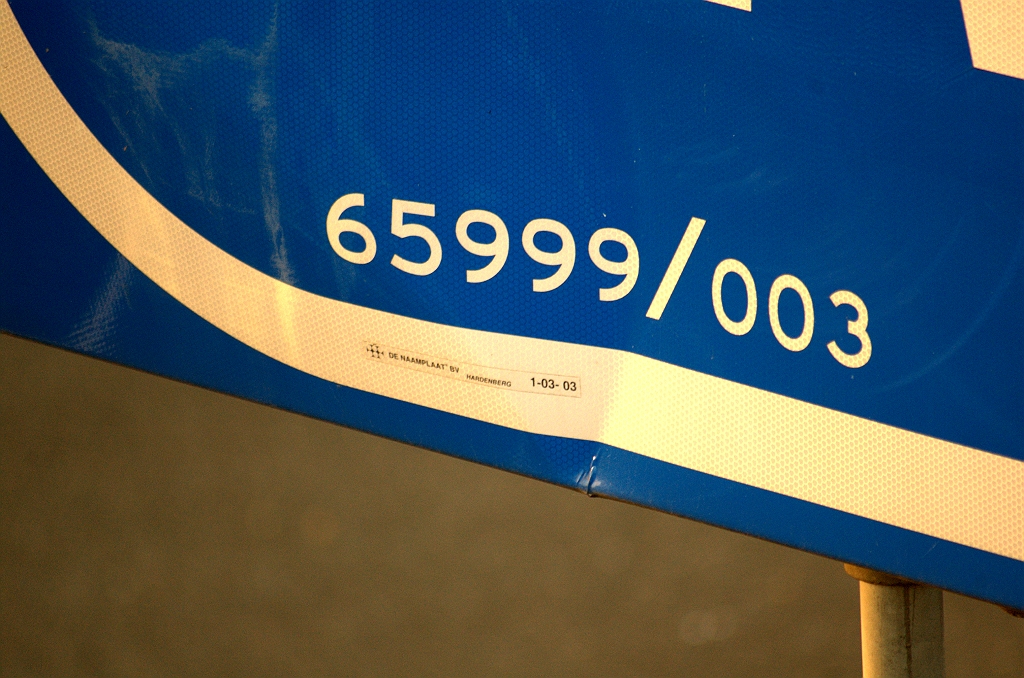 65999/003
DE NAAMPLAAT BV HARDENBERG 1-03- 03